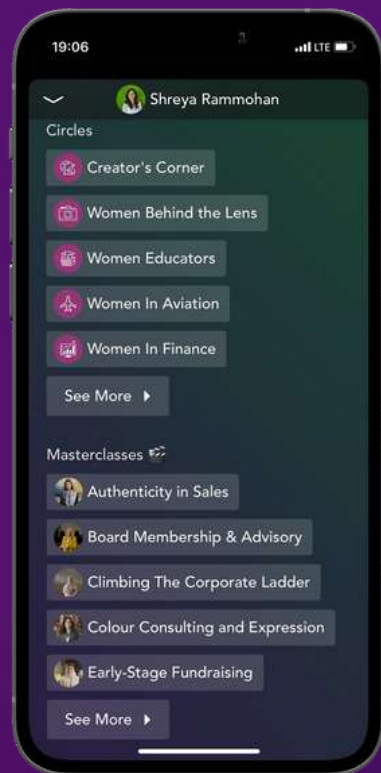 19:06
LTE
Shreya Rammohan
Circles
Creator's Corner
Women Behind the Lens
Women Educators
Women In Aviation
Women In Finance
See More
Masterclasses
Authenticity in Sales
Board Membership & Advisory
Climbing The Corporate Ladder
Colour Consulting and Expression
Early-Stage Fundraising
See More